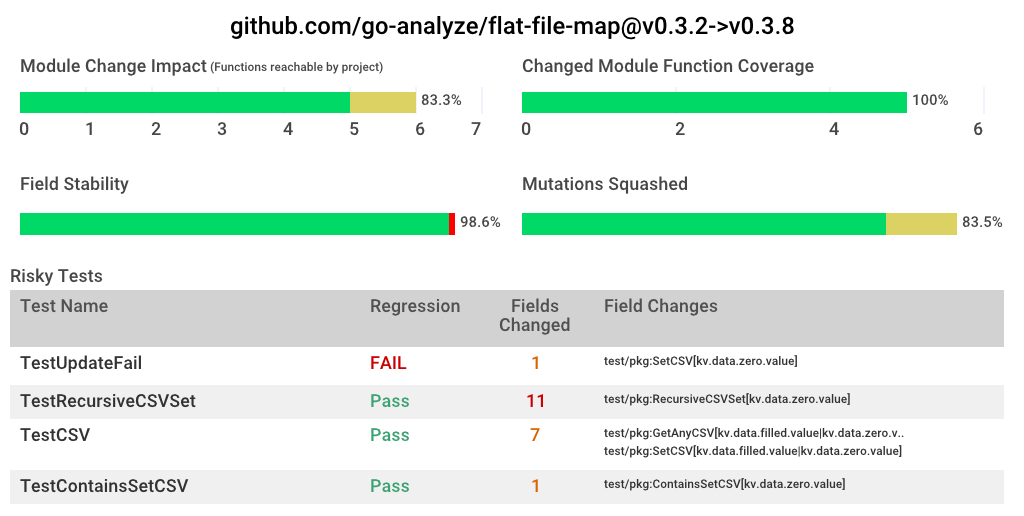 github.com/go-analyze/flat-file-map@v0.3.2->v0.3.8
Module Change Impact (Functions reachable by project)
83.3%
0 1 2 3 4 5 6 7
Changed Module Function Coverage
100%
0 2 4 6
Field Stability
98.6%
Mutations Squashed
83.5%
Risky Tests
Test Name Regression Fields Changed Field Changes
TestUpdateFail FAIL 1 test/pkg:SetCSV[kv.data.zero.value]
TestRecursiveCSVSet Pass 11 test/pkg:RecursiveCSVSet[kv.data.zero.value]
TestCSV Pass 7 test/pkg:GetAnyCSV[kv.data.filled.value|kv.data.zero.v..
test/pkg:SetCSV[kv.data.filled.value|kv.data.zero.value]
TestContainsSetCSV Pass 1 test/pkg:ContainsSetCSV[kv.data.zero.value]